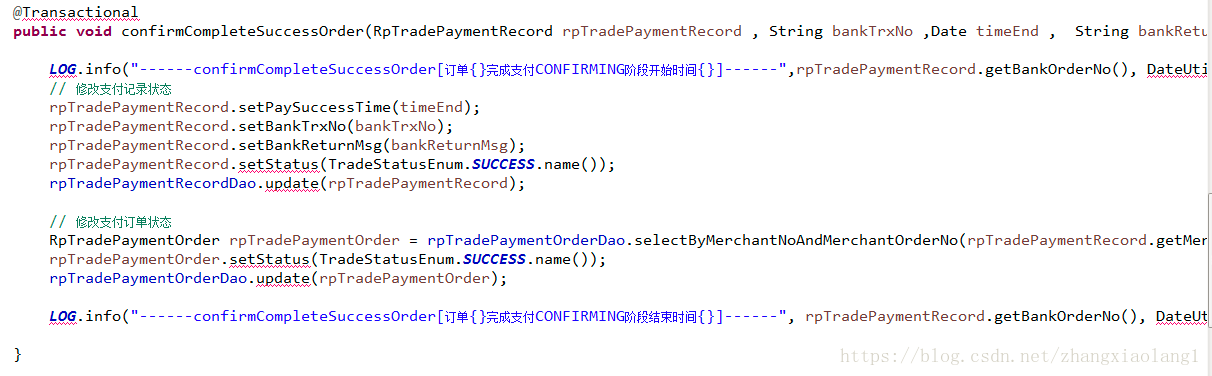 @Transactional
public void confirmCompleteSuccessOrder(RpTradePaymentRecord rpTradePaymentRecord , String bankTrxNo ,Date timeEnd , String bankRetu
LOG.info("------confirmCompleteSuccessOrder[订单{}完成支付CONFIRMING阶段开始时间{}]------",rpTradePaymentRecord.getBankOrderNo(), DateUti
// 修改支付记录状态
rpTradePaymentRecord.setPaySuccessTime(timeEnd);
rpTradePaymentRecord.setBankTrxNo(bankTrxNo);
rpTradePaymentRecord.setBankReturnMsg(bankReturnMsg);
rpTradePaymentRecord.setStatus(TradeStatusEnum.SUCCESS.name());
rpTradePaymentRecordDao.update(rpTradePaymentRecord);
// 修改支付订单状态
RpTradePaymentOrder rpTradePaymentOrder = rpTradePaymentOrderDao.selectByMerchantNoAndMerchantOrderNo(rpTradePaymentRecord.getMer
rpTradePaymentOrder.setStatus(TradeStatusEnum.SUCCESS.name());
rpTradePaymentOrderDao.update(rpTradePaymentOrder);
LOG.info("------confirmCompleteSuccessOrder[订单{}完成支付CONFIRMING阶段结束时间{}]------", rpTradePaymentRecord.getBankOrderNo(), DateUt
}
https://blog.csdn.net/zhangxiaolang1